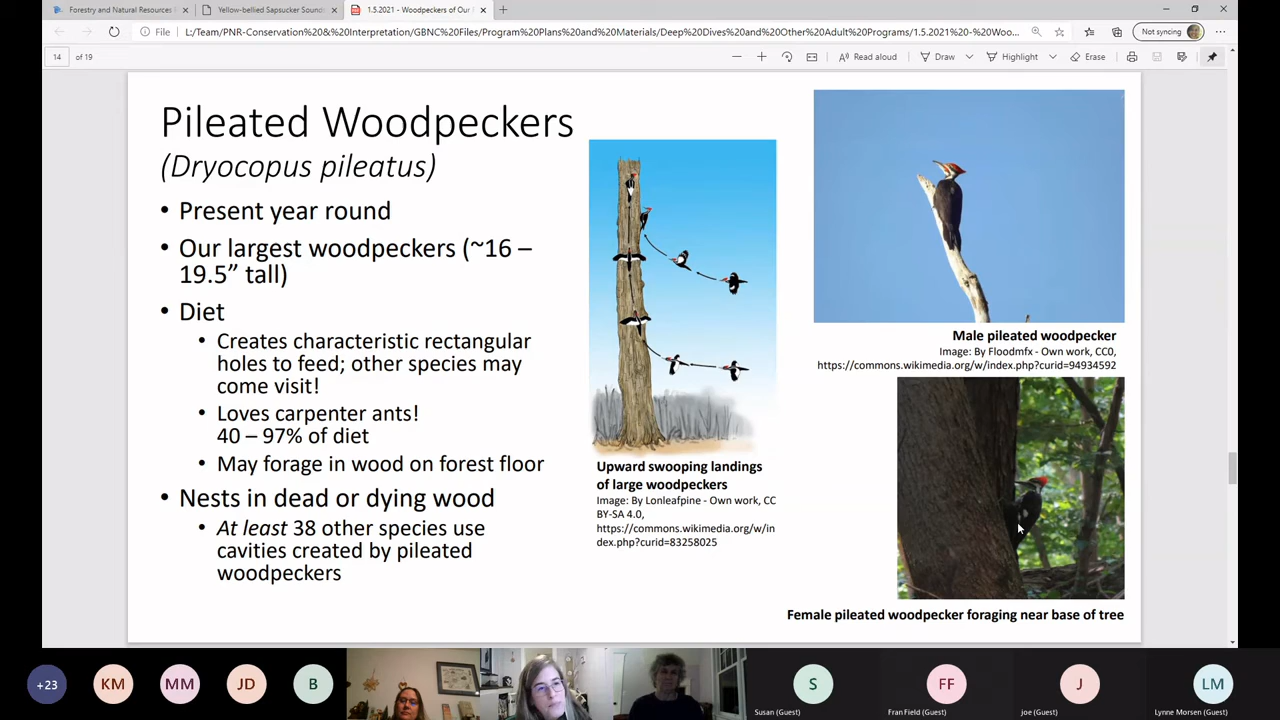 Forestry and Natural Resources
Yellow-bellied Sapsucker Sound
1.5.2021 - Woodpeckers of Our
File
L:/Team/PNR-Conservation%20&%20Interpretation/GBNC%20Files/Program%20Plans%20and%20Materials/Deep%20Dives%20and%20Other%20Adult%20Programs/1.5.2021%20-%20Woo...
Not syncing
14 of 19
Read aloud
Draw
Highlight
Erase
Pileated Woodpeckers
(Dryocopus pileatus)
• Present year round
• Our largest woodpeckers (~16 –
19.5” tall)
• Diet
• Creates characteristic rectangular
holes to feed; other species may
come visit!
• Loves carpenter ants!
40 – 97% of diet
• May forage in wood on forest floor
• Nests in dead or dying wood
• At least 38 other species use
cavities created by pileated
woodpeckers
Upward swooping landings
of large woodpeckers
Image: By Lonleafpine - Own work, CC
BY-SA 4.0,
https://commons.wikimedia.org/w/in
dex.php?curid=83258025
Male pileated woodpecker
Image: By Floodmfx - Own work, CC0,
https://commons.wikimedia.org/w/index.php?curid=94934592
Female pileated woodpecker foraging near base of tree
+23
KM
MM
JD
B
S
Susan (Guest)
FF
Fran Field (Guest)
J
joe (Guest)
LM
Lynne Morsen (Guest)